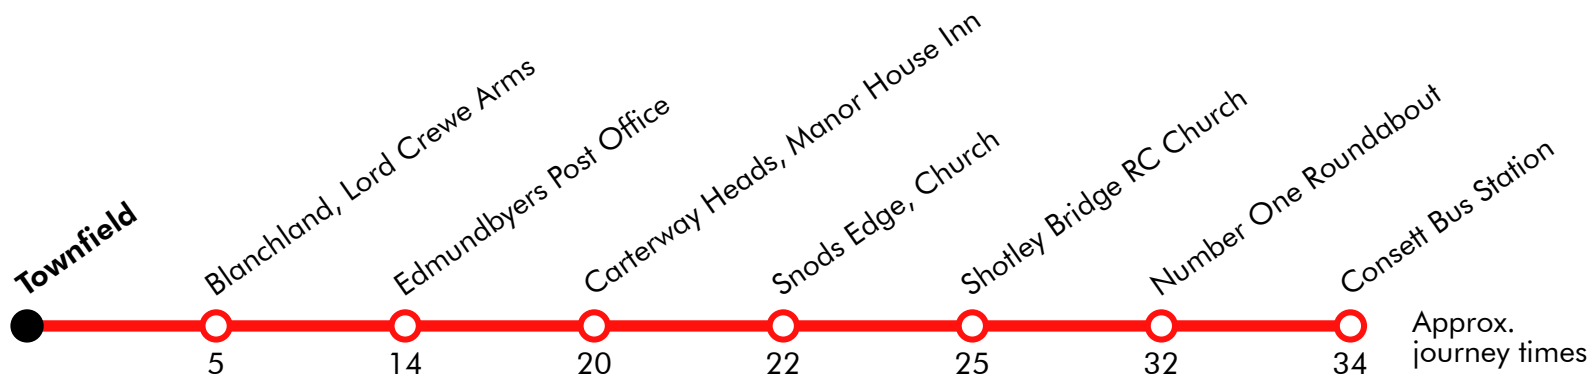 Townfield
Blanchland, Lord Crewe Arms
Edmundbyers Post Office
Carterway Heads, Manor House Inn
Snods Edge, Church
Shotley Bridge RC Church
Number One Roundabout
Consett Bus Station
5
14
20
22
25
32
34
Approx.
journey times